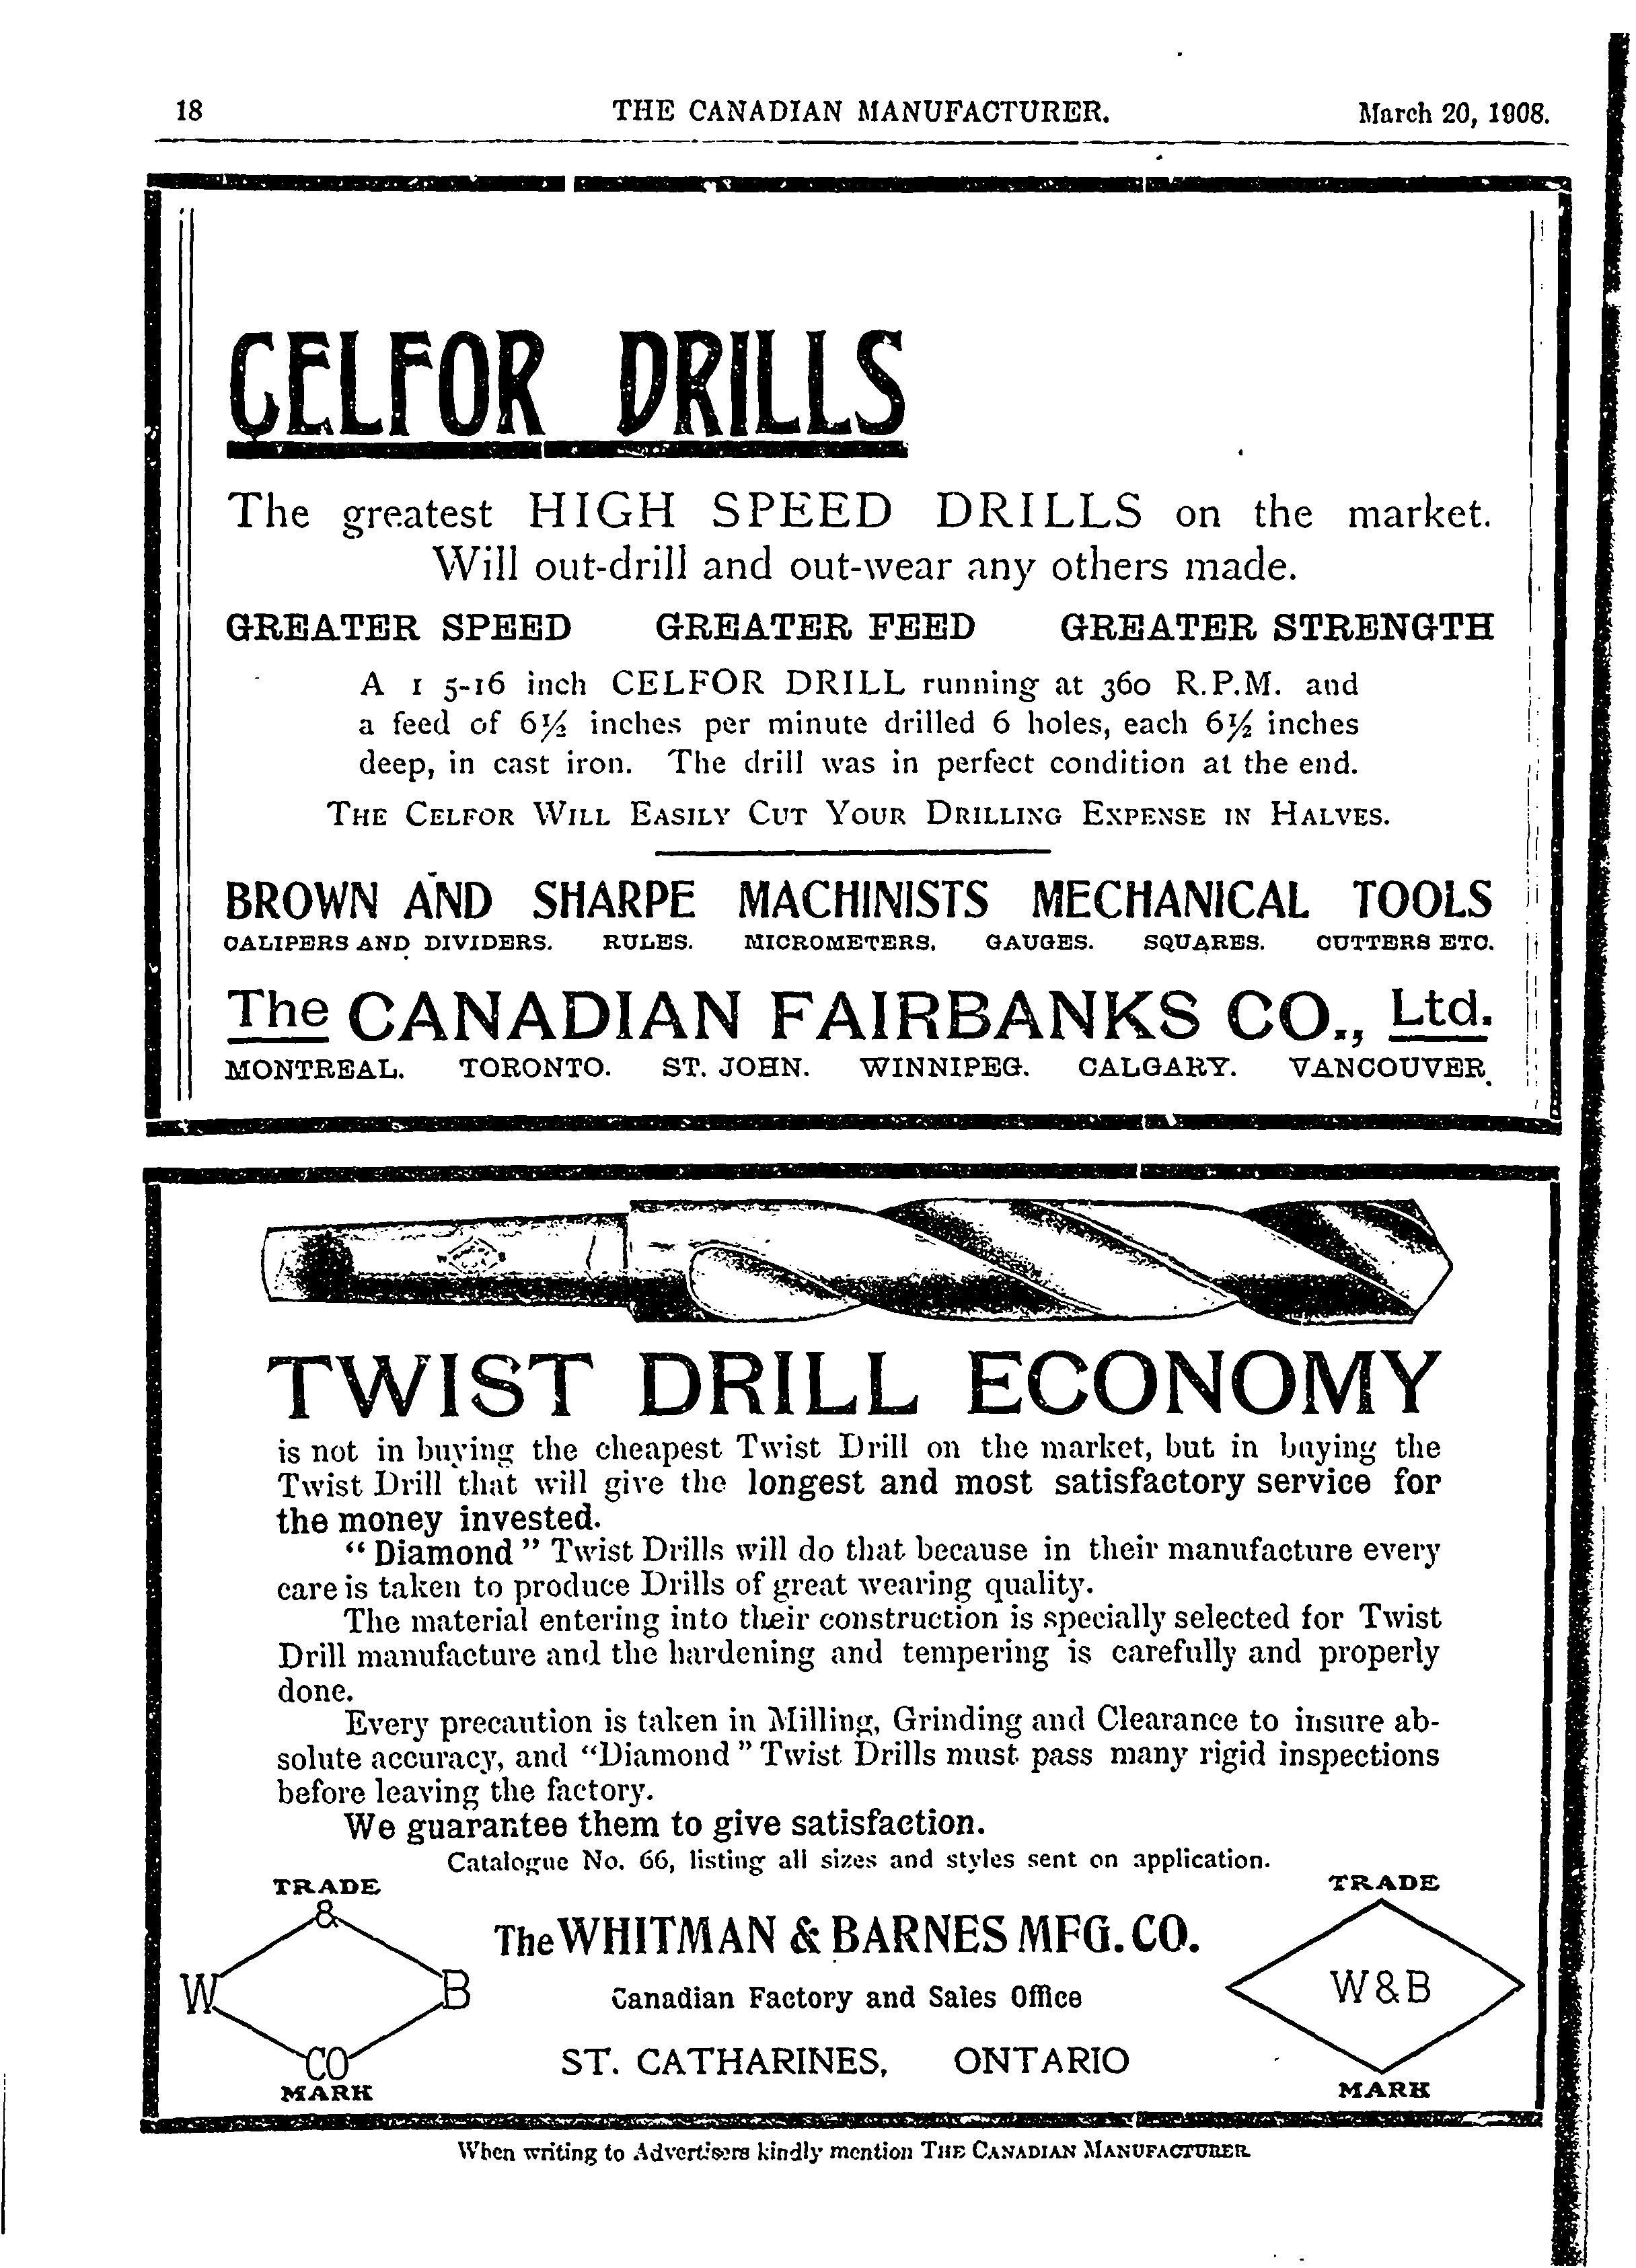 18 THE CANADIAN MANUFACTURER. March 20, 1908.
CELFOR DRILLS
The greatest HIGH SPEED DRILLS on the market.
Will out-drill and out-wear any others made.
GREATER SPEED GREATER FEED GREATER STRENGTH
A 1 5-16 inch CELFOR DRILL running at 360 R.P.M. and
a feed of 6½ inches per minute drilled 6 holes, each 6½ inches
deep, in cast iron. The drill was in perfect condition at the end.
THE CELFOR WILL EASILY CUT YOUR DRILLING EXPENSE IN HALVES.
BROWN AND SHARPE MACHINISTS MECHANICAL TOOLS
CALIPERS AND DIVIDERS. RULES. MICROMETERS. GAUGES. SQUARES. CUTTERS ETC.
The CANADIAN FAIRBANKS CO., Ltd.
MONTREAL. TORONTO. ST. JOHN. WINNIPEG. CALGARY. VANCOUVER.
TWIST DRILL ECONOMY
is not in buying the cheapest Twist Drill on the market, but in buying the
Twist Drill that will give the longest and most satisfactory service for
the money invested.
"Diamond" Twist Drills will do that because in their manufacture every
care is taken to produce Drills of great wearing quality.
The material entering into their construction is specially selected for Twist
Drill manufacture and the hardening and tempering is carefully and properly
done.
Every precaution is taken in Milling, Grinding and Clearance to insure ab-
solute accuracy, and "Diamond" Twist Drills must pass many rigid inspections
before leaving the factory.
We guarantee them to give satisfaction.
Catalogue No. 66, listing all sizes and styles sent on application.
TRADE
W & B CO
MARK
The WHITMAN & BARNES MFG. CO.
Canadian Factory and Sales Office
ST. CATHARINES, ONTARIO
TRADE
W & B
MARK
When writing to Advertisers kindly mention THE CANADIAN MANUFACTURER